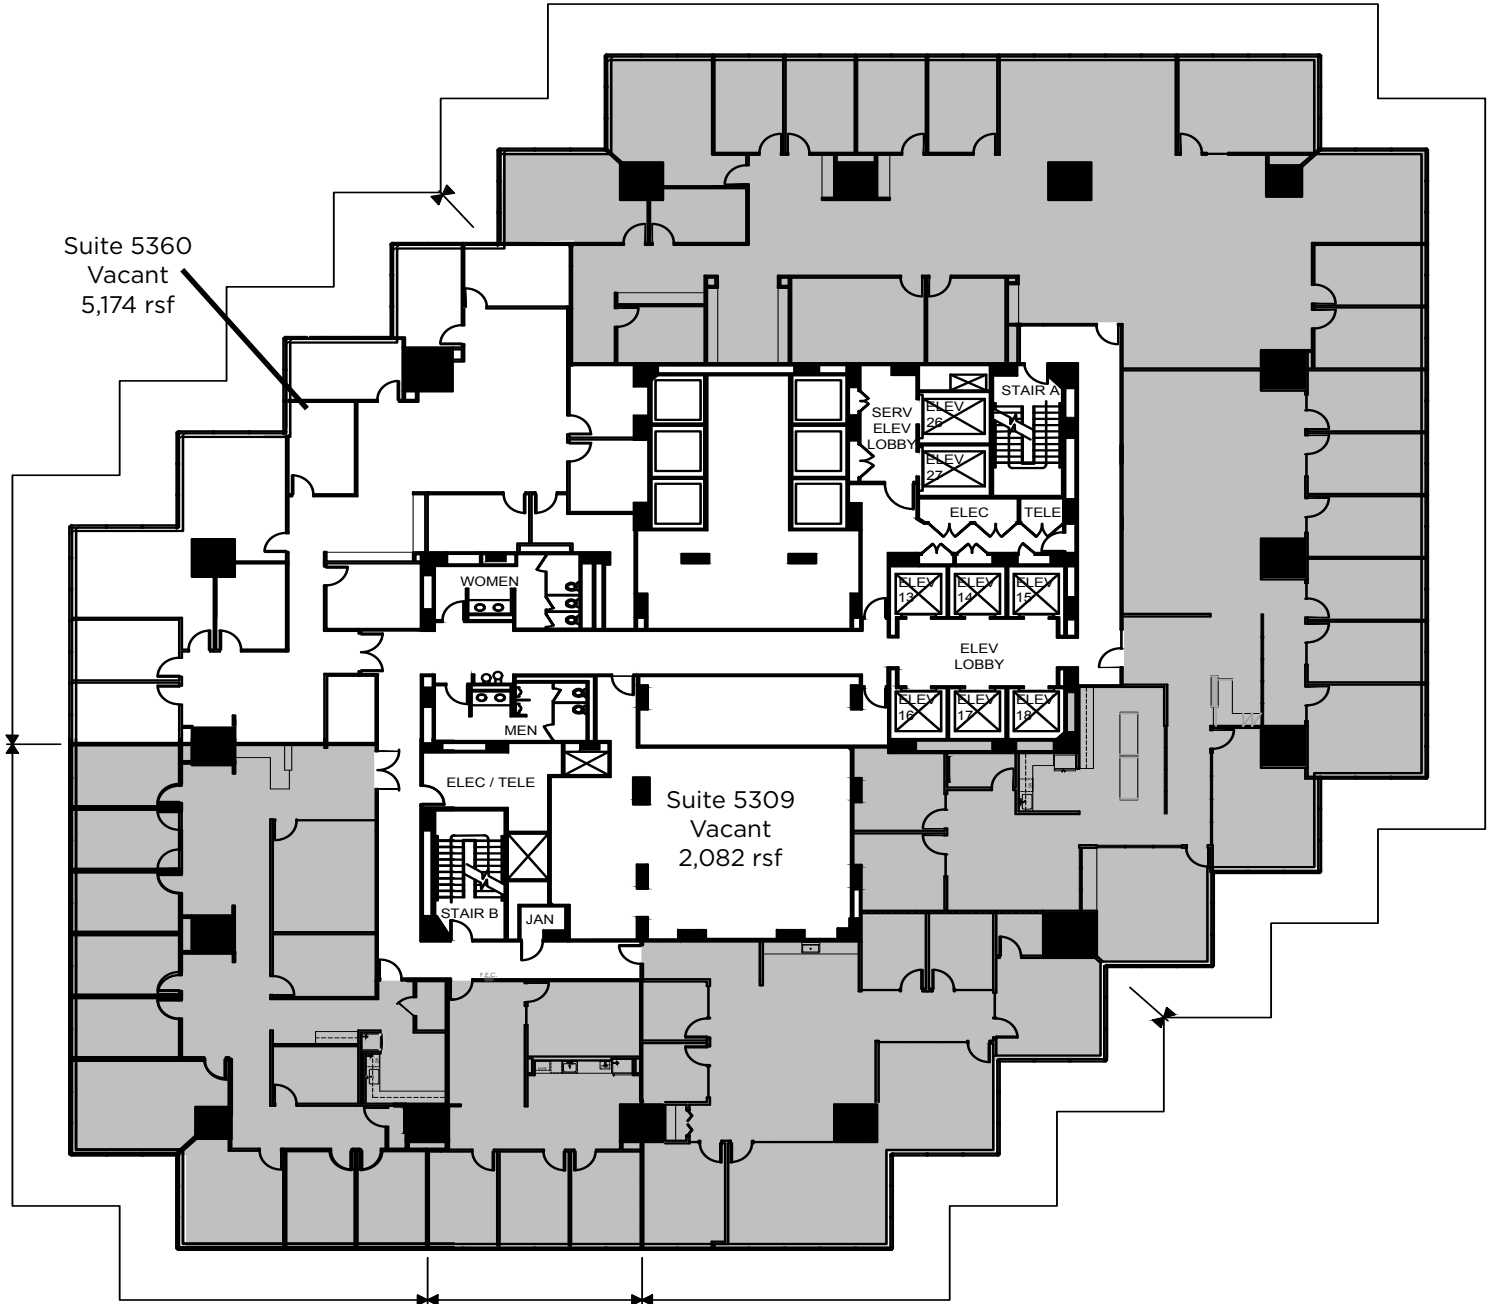 Suite 5360
Vacant
5,174 rsf
STAIR A
SERV
ELEV
LOBBY
ELEV
26
ELEV
27
ELEC
TELE
WOMEN
ELEV
13
ELEV
14
ELEV
15
ELEV
LOBBY
ELEV
16
ELEV
17
ELEV
18
MEN
ELEC / TELE
Suite 5309
Vacant
2,082 rsf
STAIR B
JAN
F.E.C.